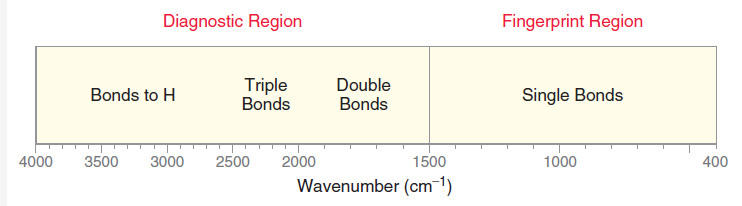 Diagnostic Region
Fingerprint Region
Bonds to H
Triple
Bonds
Double
Bonds
Single Bonds
4000 3500 3000 2500 2000 1500 1000 400
Wavenumber (cm⁻¹)